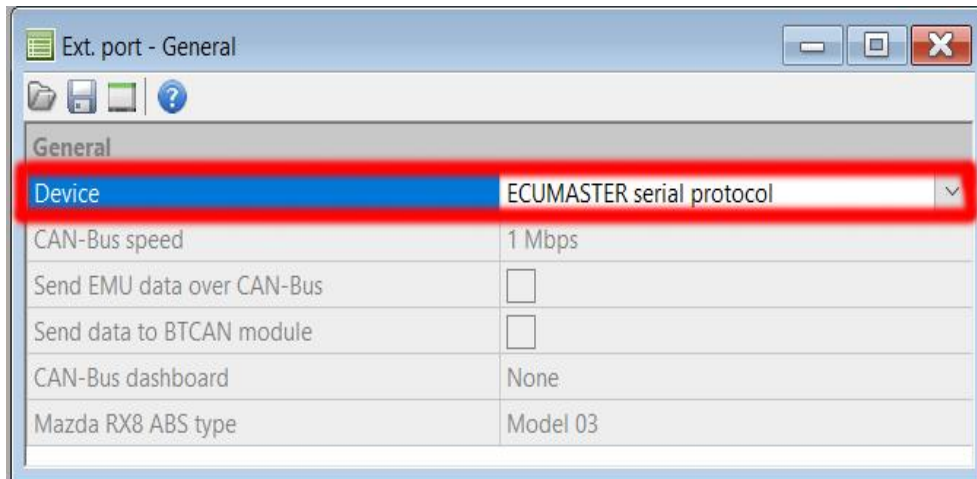 Ext. port - General
General
Device ECUMASTER serial protocol
CAN-Bus speed 1 Mbps
Send EMU data over CAN-Bus
Send data to BTCAN module
CAN-Bus dashboard None
Mazda RX8 ABS type Model 03